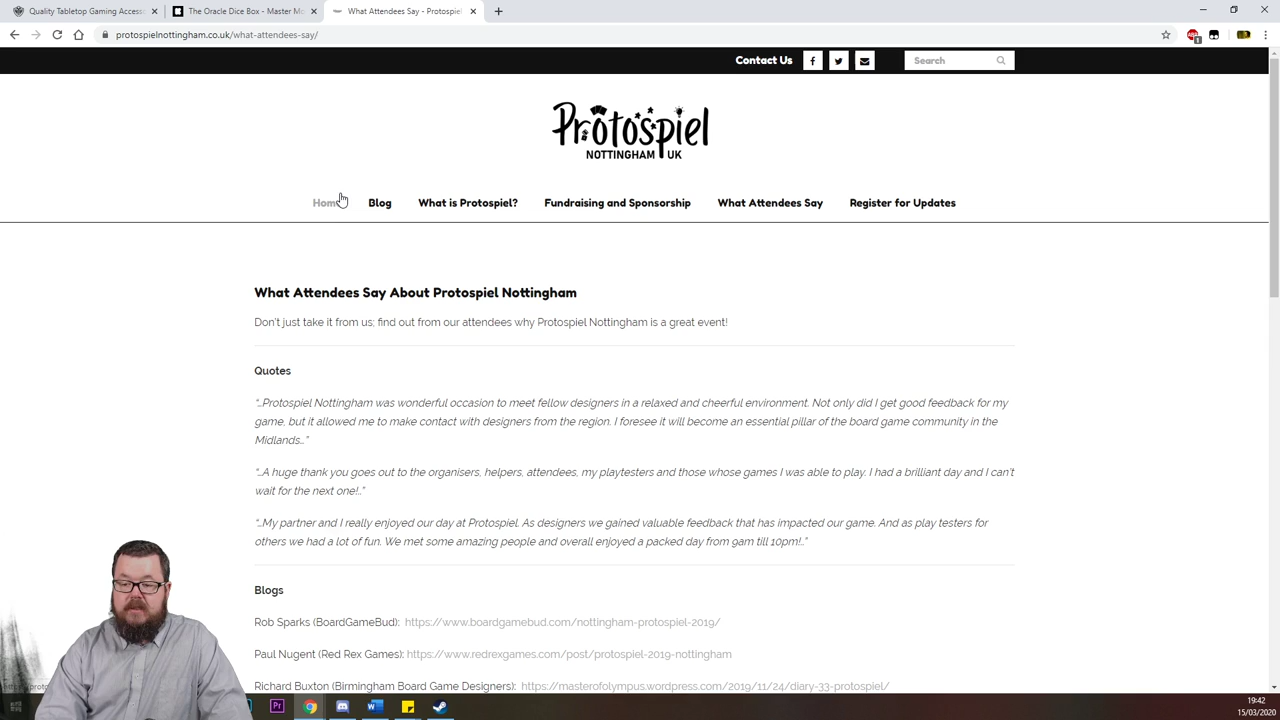 Quality Tabletop Gaming Access
The Oracle Dice Box - Master Mo
What Attendees Say - Protospiel
protospielnottingham.co.uk/what-attendees-say/
Contact Us
Search
Protospiel
NOTTINGHAM UK
Home Blog What is Protospiel? Fundraising and Sponsorship What Attendees Say Register for Updates
What Attendees Say About Protospiel Nottingham
Don't just take it from us; find out from our attendees why Protospiel Nottingham is a great event!
Quotes
“..Protospiel Nottingham was wonderful occasion to meet fellow designers in a relaxed and cheerful environment. Not only did I get good feedback for my
game, but it allowed me to make contact with designers from the region. I foresee it will become an essential pillar of the board game community in the
Midlands..”
“..A huge thank you goes out to the organisers, helpers, attendees, my playtesters and those whose games I was able to play. I had a brilliant day and I can't
wait for the next one!..”
“..My partner and I really enjoyed our day at Protospiel. As designers we gained valuable feedback that has impacted our game. And as play testers for
others we had a lot of fun. We met some amazing people and overall enjoyed a packed day from 9am till 10pm!..”
Blogs
Rob Sparks (BoardGameBud): https://www.boardgamebud.com/nottingham-protospiel-2019/
Paul Nugent (Red Rex Games): https://www.redrexgames.com/post/protospiel-2019-nottingham
Richard Buxton (Birmingham Board Game Designers): https://masterofolympus.wordpress.com/2019/11/24/diary-33-protospiel/
19:42
15/03/2020